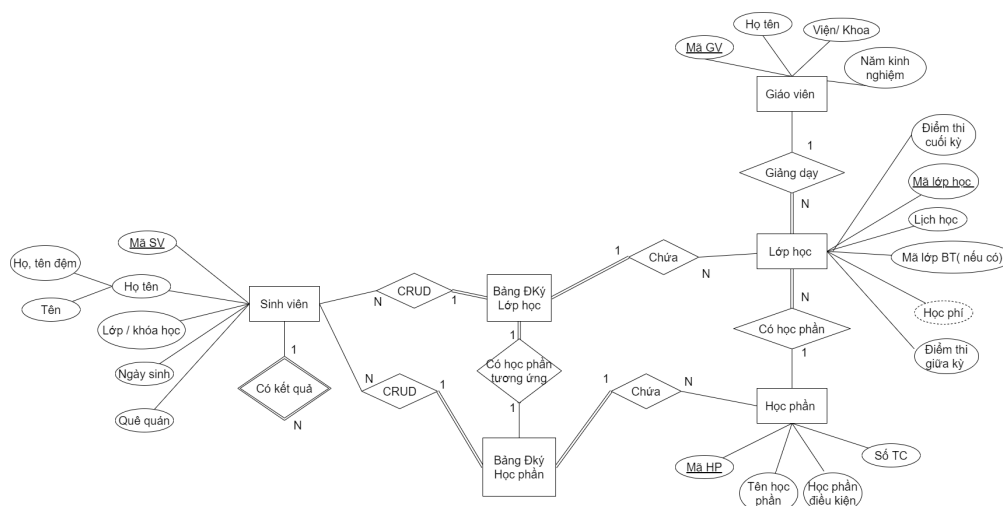 Họ tên
Viện/ Khoa
Mã GV
Năm kinh
nghiệm
Giáo viên
1
Giảng dạy
N
Điểm thi
cuối kỳ
Mã lớp học
Lịch học
Mã lớp BT( nếu có)
Học phí
Điểm thi
giữa kỳ
Lớp học
N
Có học phần
1
Học phần
Mã HP
Tên học
phần
Học phần
điều kiện
Số TC
Mã SV
Họ, tên đệm
Họ tên
Tên
Lớp / khóa học
Ngày sinh
Quê quán
Sinh viên
1
Có kết quả
N
N
CRUD
1
Bảng ĐKý
Lớp học
1
Chứa
N
1
Có học phần
tương ứng
1
N
CRUD
1
Bảng Đký
Học phần
1
Chứa
N